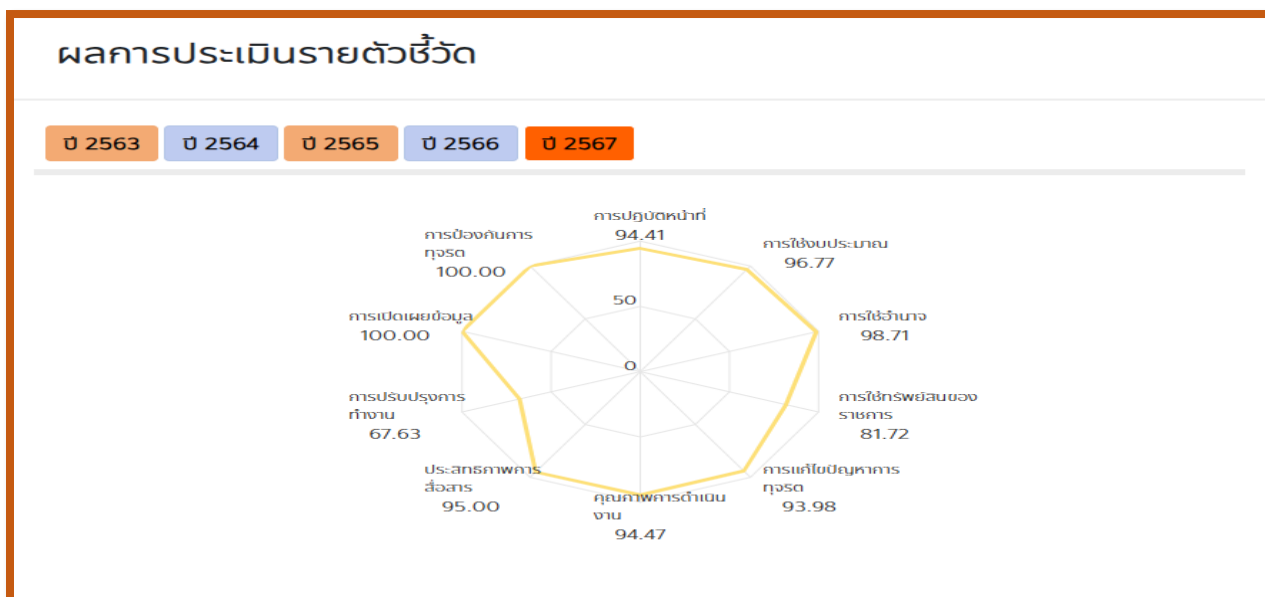 ผลการประเมินรายตัวชี้วัด
ปี 2563
ปี 2564
ปี 2565
ปี 2566
ปี 2567
การปฏิบัติหน้าที่
94.41
การใช้งบประมาณ
96.77
การใช้อำนาจ
98.71
การใช้ทรัพย์สินของ
ราชการ
81.72
การแก้ไขปัญหาการ
ทุจริต
93.98
คุณภาพการดำเนิน
งาน
94.47
ประสิทธิภาพการ
สื่อสาร
95.00
การปรับปรุงการ
ทำงาน
67.63
การเปิดเผยข้อมูล
100.00
การป้องกันการ
ทุจริต
100.00
50
0